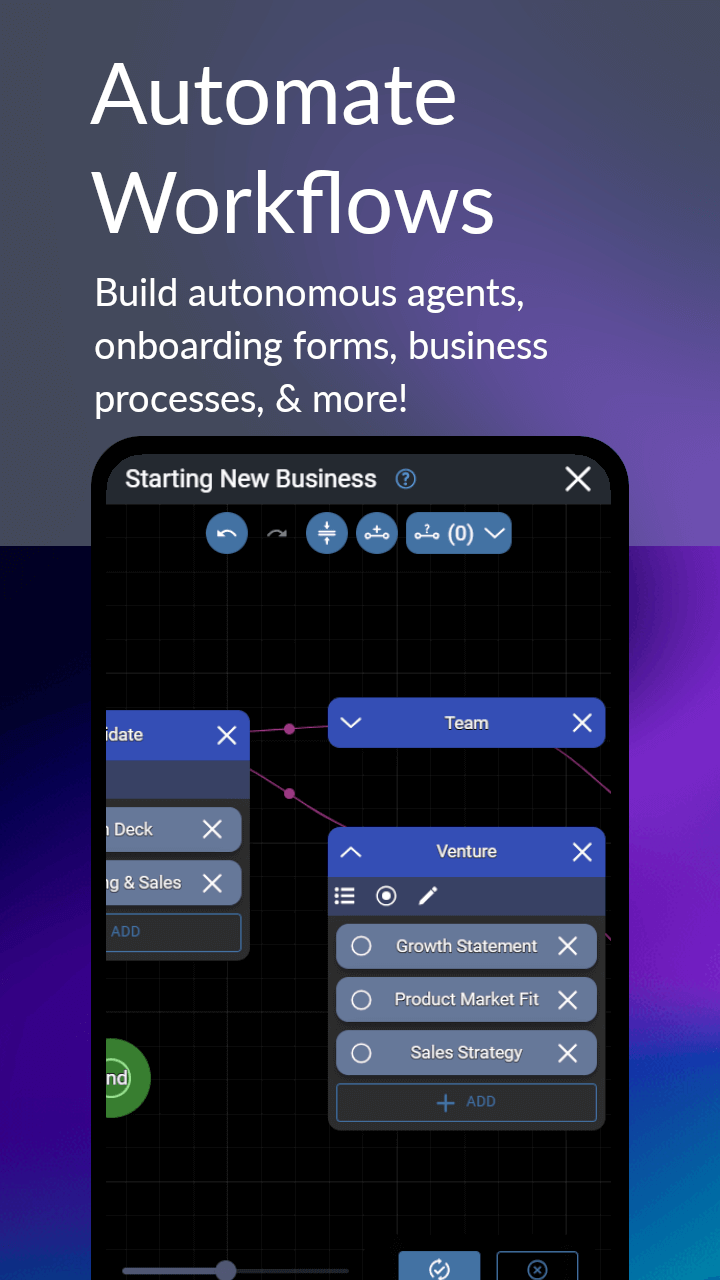 Automate
Workflows
Build autonomous agents,
onboarding forms, business
processes, & more!
Starting New Business ?
? (0)
idate
Deck
& Sales
ADD
Team
Venture
Growth Statement
Product Market Fit
Sales Strategy
+ ADD
nd